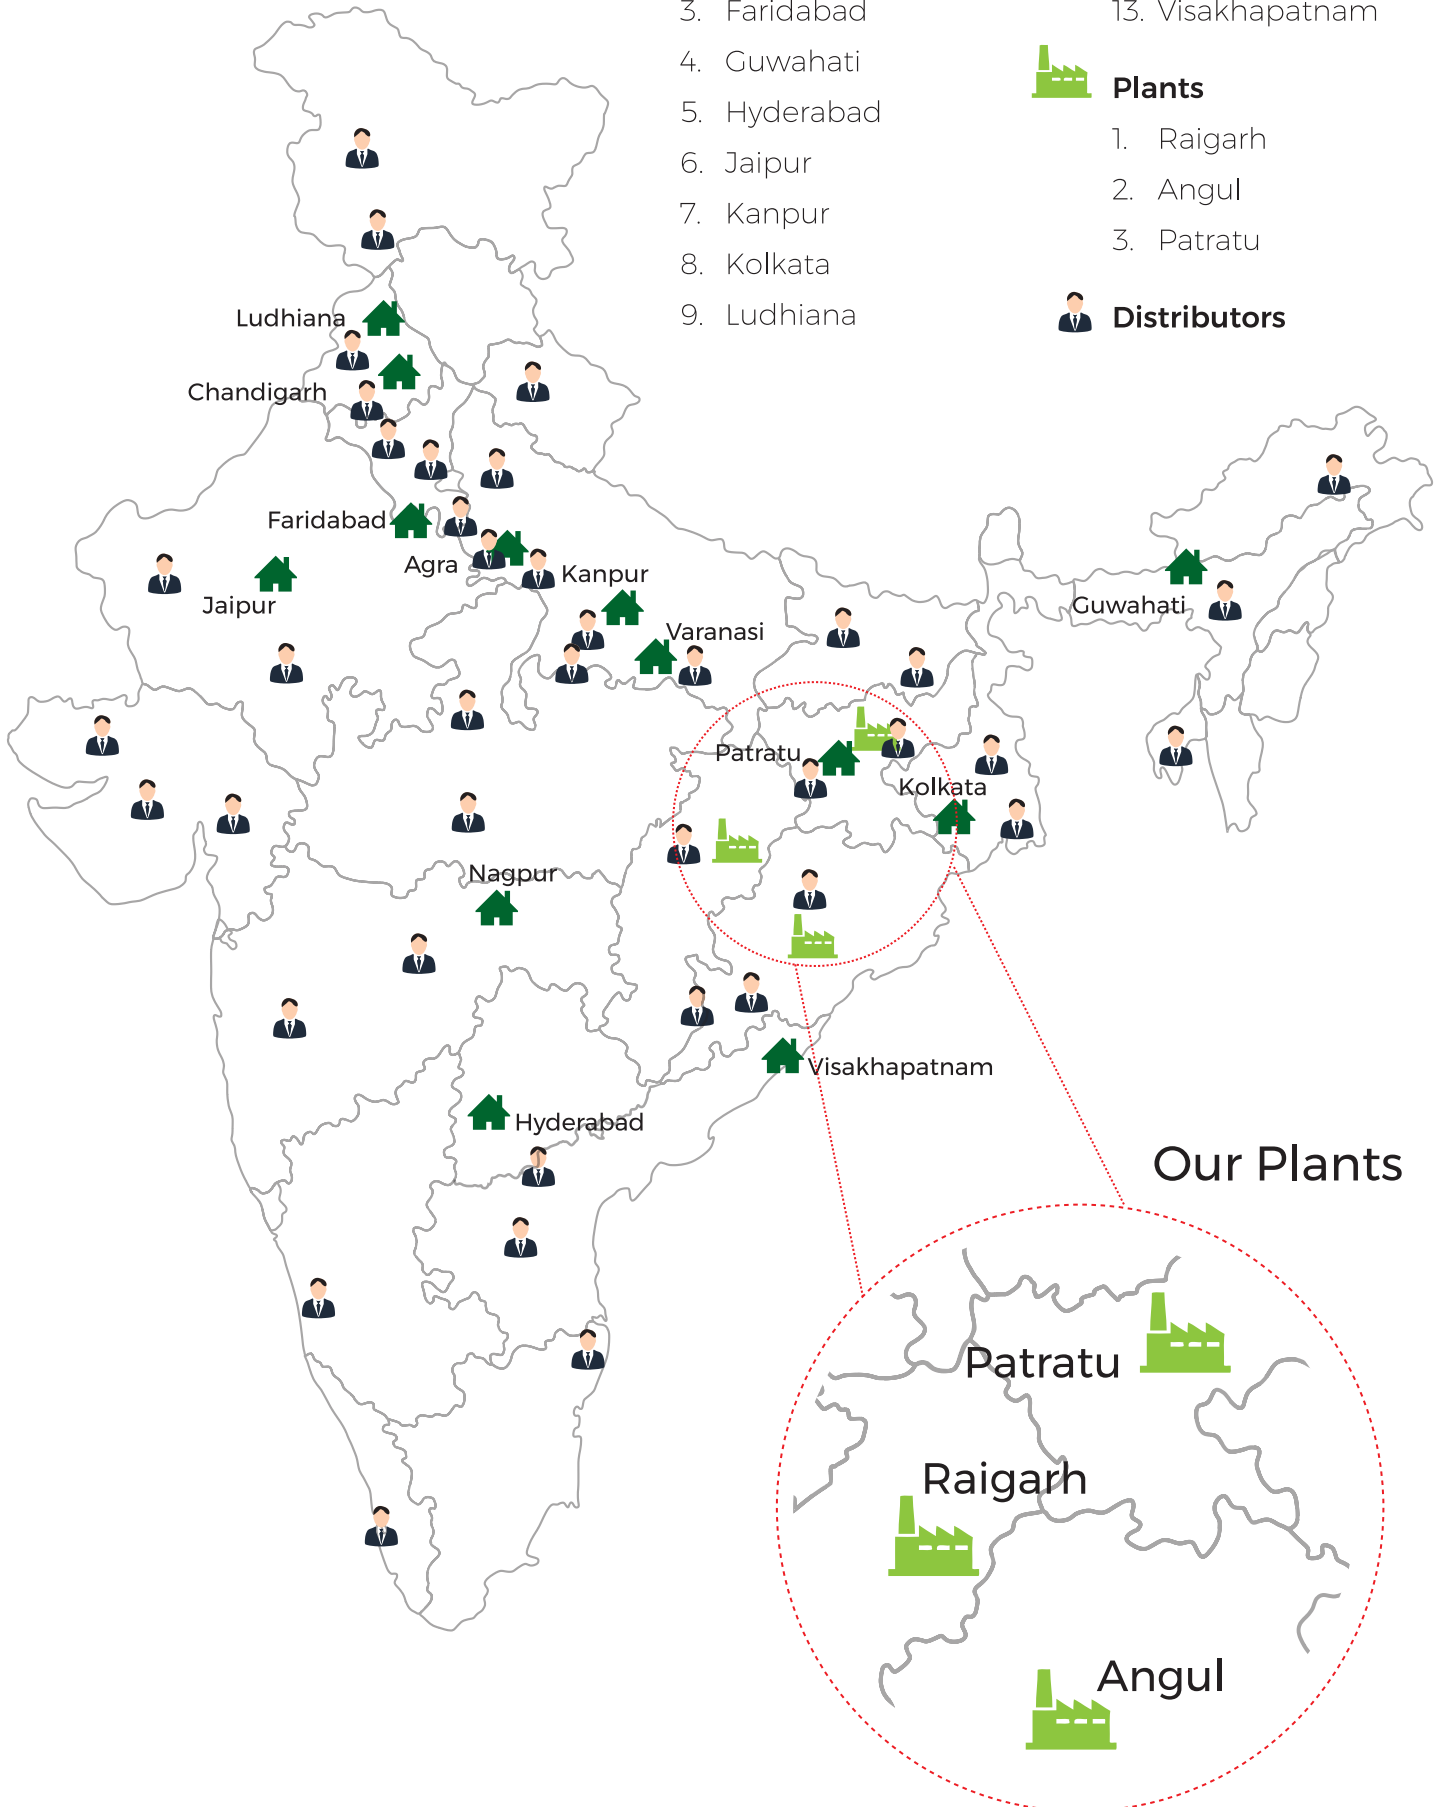 3. Faridabad
4. Guwahati
5. Hyderabad
6. Jaipur
7. Kanpur
8. Kolkata
9. Ludhiana
13. Visakhapatnam
Plants
1. Raigarh
2. Angul
3. Patratu
Distributors
Ludhiana
Chandigarh
Faridabad
Agra
Kanpur
Jaipur
Varanasi
Guwahati
Patratu
Kolkata
Nagpur
Visakhapatnam
Hyderabad
Our Plants
Patratu
Raigarh
Angul